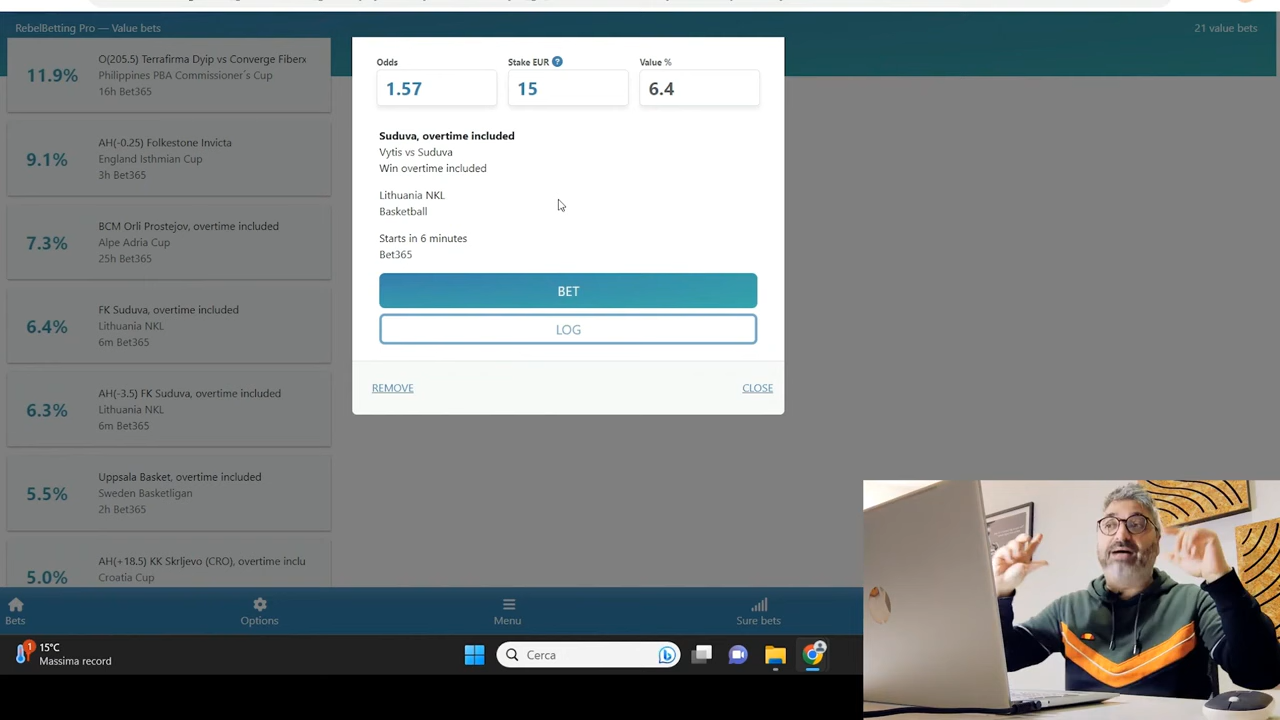 RebelBetting Pro — Value bets
21 value bets
11.9%
O(205.5) Terrafirma Dyip vs Converge Fiberx
Philippines PBA Commissioner´s Cup
16h Bet365
9.1%
AH(-0.25) Folkestone Invicta
England Isthmian Cup
3h Bet365
7.3%
BCM Orli Prostejov, overtime included
Alpe Adria Cup
25h Bet365
6.4%
FK Suduva, overtime included
Lithuania NKL
6m Bet365
6.3%
AH(-3.5) FK Suduva, overtime included
Lithuania NKL
6m Bet365
5.5%
Uppsala Basket, overtime included
Sweden Basketligan
2h Bet365
5.0%
AH(+18.5) KK Skrljevo (CRO), overtime inclu
Croatia Cup
Odds
Stake EUR ?
Value %
1.57
15
6.4
Suduva, overtime included
Vytis vs Suduva
Win overtime included
Lithuania NKL
Basketball
Starts in 6 minutes
Bet365
BET
LOG
REMOVE
CLOSE
Bets
Options
Menu
Sure bets
1
15°C
Massima record
Cerca